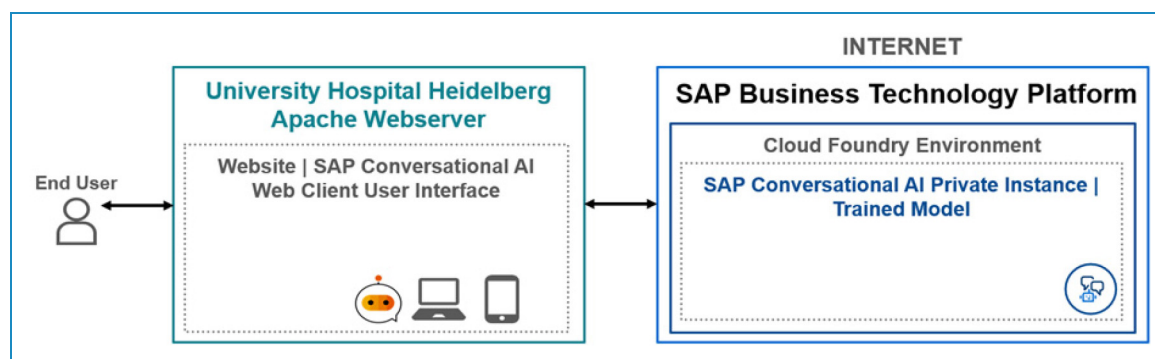 INTERNET
University Hospital Heidelberg
Apache Webserver
SAP Business Technology Platform
Website | SAP Conversational AI
Web Client User Interface
Cloud Foundry Environment
SAP Conversational AI Private Instance |
Trained Model
End User